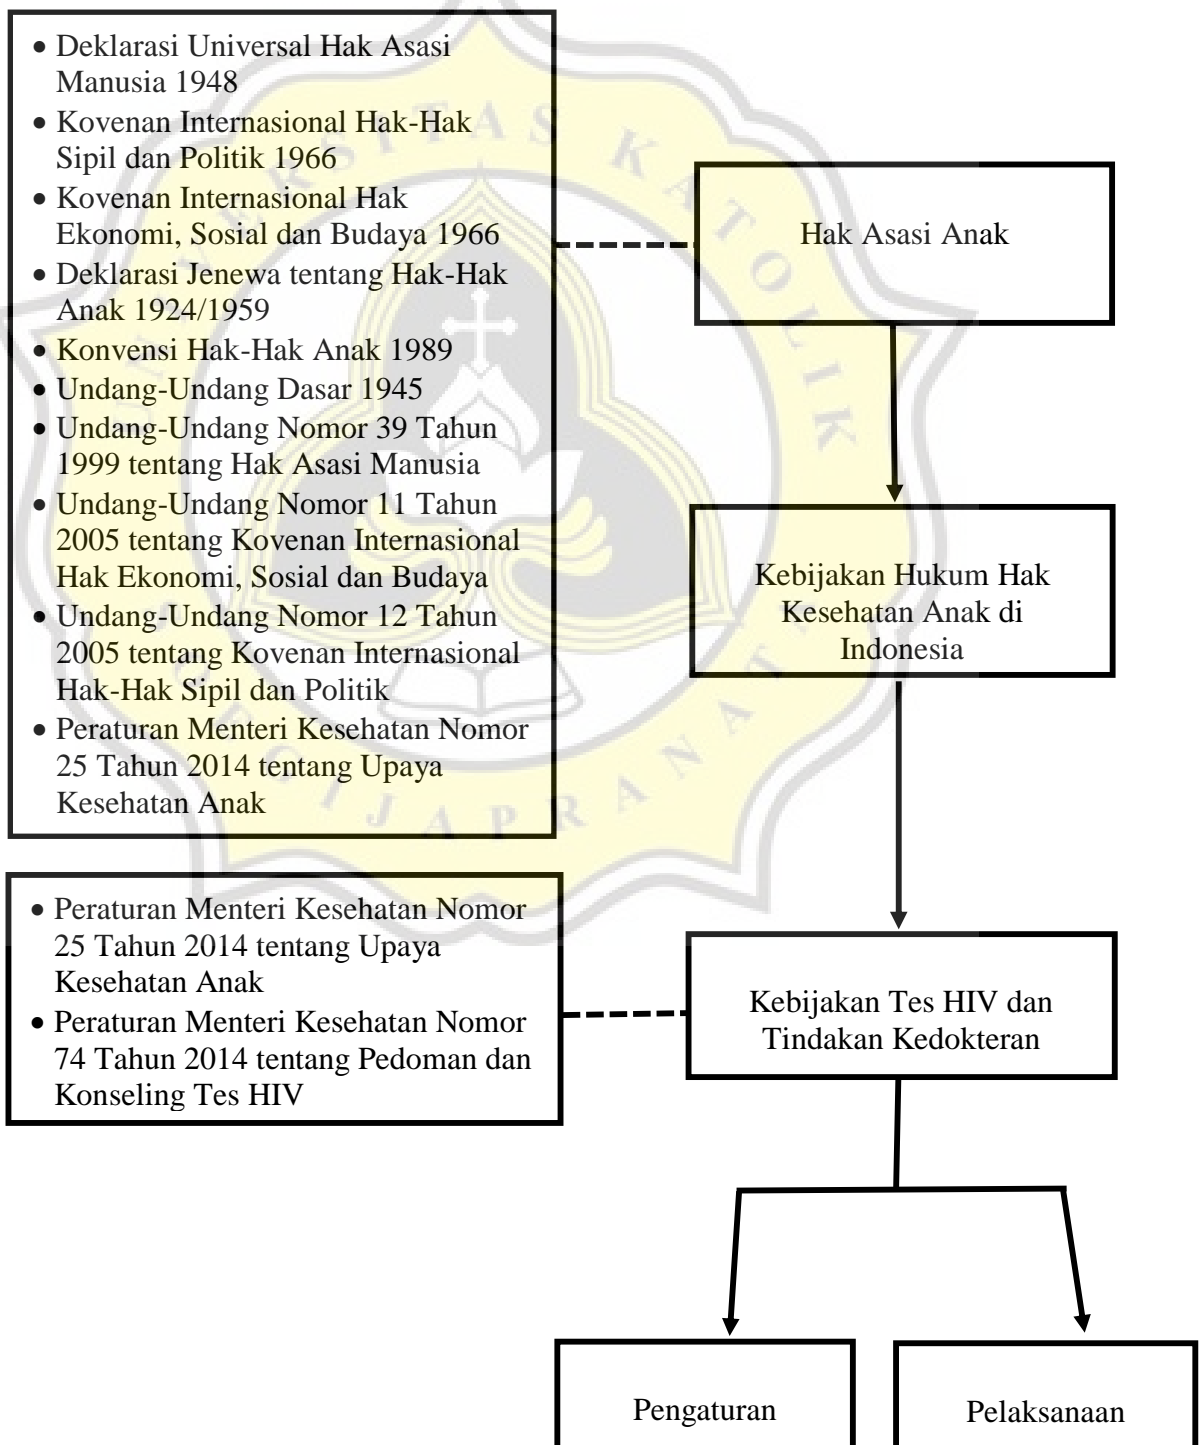 • Deklarasi Universal Hak Asasi
Manusia 1948
• Kovenan Internasional Hak-Hak
Sipil dan Politik 1966
• Kovenan Internasional Hak
Ekonomi, Sosial dan Budaya 1966
• Deklarasi Jenewa tentang Hak-Hak
Anak 1924/1959
• Konvensi Hak-Hak Anak 1989
• Undang-Undang Dasar 1945
• Undang-Undang Nomor 39 Tahun
1999 tentang Hak Asasi Manusia
• Undang-Undang Nomor 11 Tahun
2005 tentang Kovenan Internasional
Hak Ekonomi, Sosial dan Budaya
• Undang-Undang Nomor 12 Tahun
2005 tentang Kovenan Internasional
Hak-Hak Sipil dan Politik
• Peraturan Menteri Kesehatan Nomor
25 Tahun 2014 tentang Upaya
Kesehatan Anak
Hak Asasi Anak
Kebijakan Hukum Hak
Kesehatan Anak di
Indonesia
• Peraturan Menteri Kesehatan Nomor
25 Tahun 2014 tentang Upaya
Kesehatan Anak
• Peraturan Menteri Kesehatan Nomor
74 Tahun 2014 tentang Pedoman dan
Konseling Tes HIV
Kebijakan Tes HIV dan
Tindakan Kedokteran
Pengaturan
Pelaksanaan
UNIVERSITAS KATOLIK
SOEGIJAPRANATA